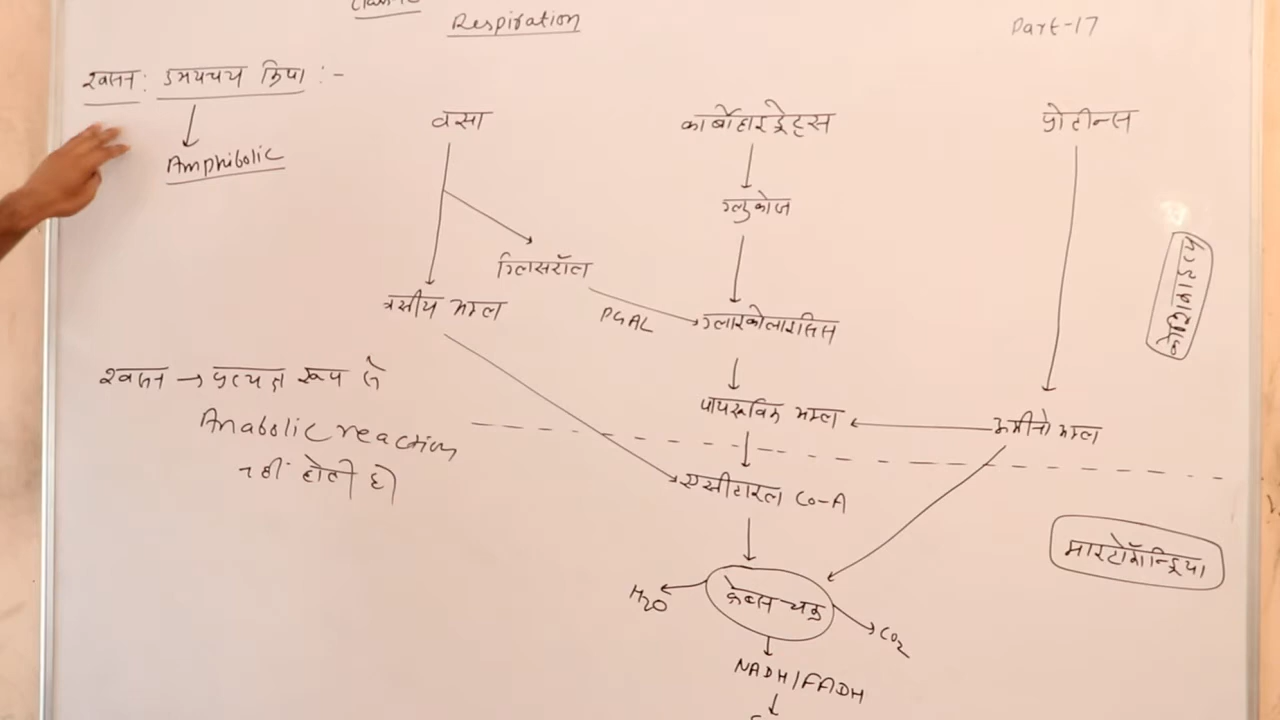 Respiration
Part-17
श्वसन: उभयचय क्रिया :-
Amphibolic
वसा
कार्बोहाइड्रेट्स
प्रोटीन्स
ग्लुकोज
ग्लिसरॉल
वसीय अम्ल
PGAL
ग्लाइकोलाइसिस
कोशिकाद्रव्य
श्वसन → प्रत्यक्ष रूप से
Anabolic reaction
नहीं होती है
पायरूविक अम्ल
अमीनो अम्ल
एसीटाइल Co-A
माइटोकॉन्ड्रिया
क्रेब्स चक्र
H2O
CO2
NADH/FADH